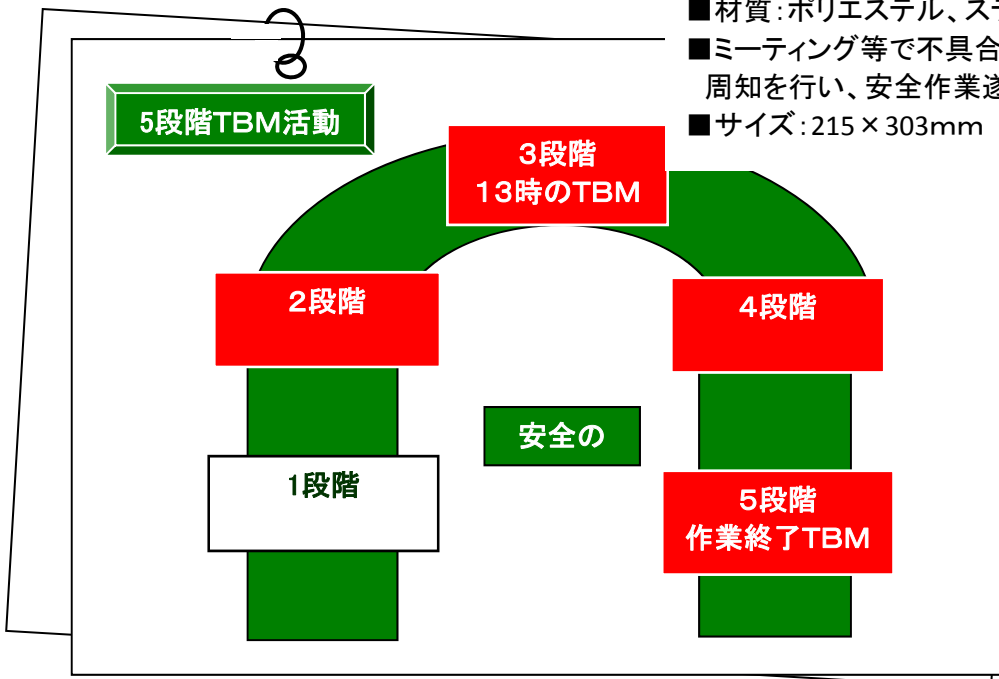 ■材質：ポリエステル、ステ
■ミーティング等で不具合
周知を行い、安全作業遂
■サイズ：215×303mm
5段階TBM活動
3段階
13時のTBM
2段階
4段階
安全の
1段階
5段階
作業終了TBM